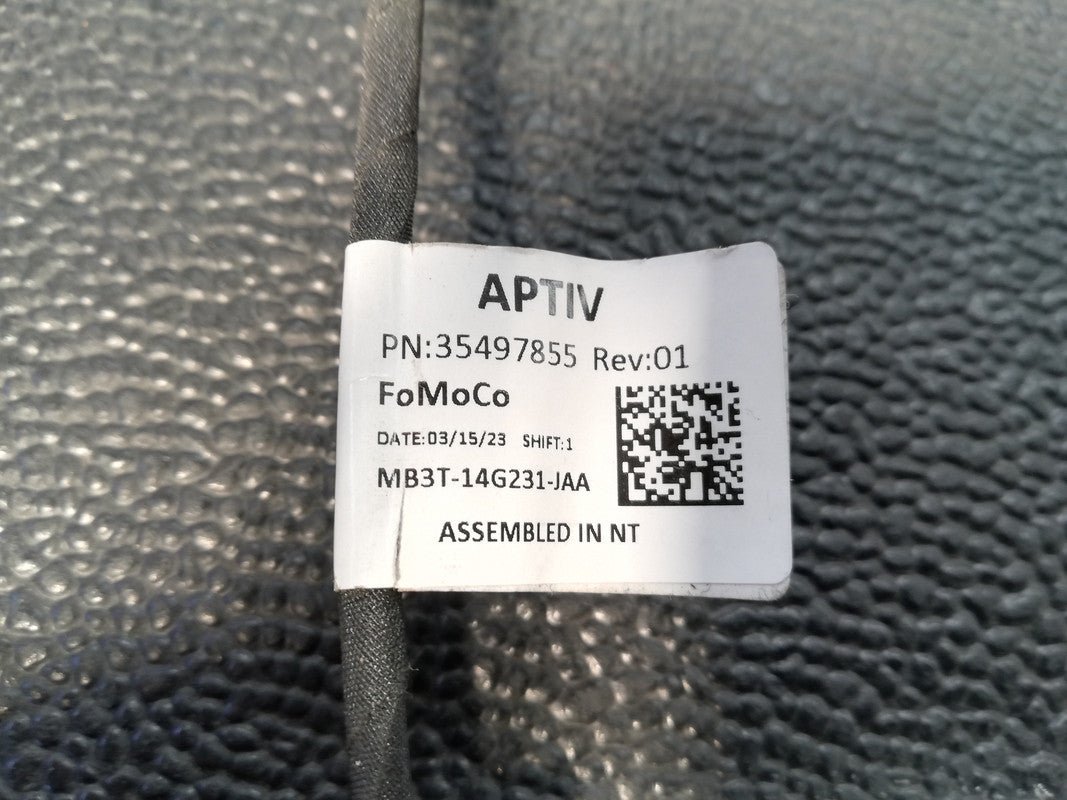 APTIV
PN:35497855 Rev:01
FoMoCo
DATE:03/15/23 SHIFT:1
MB3T-14G231-JAA
ASSEMBLED IN NT